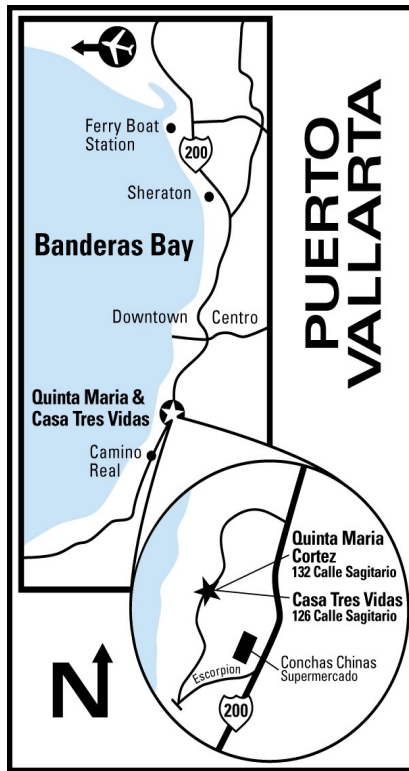 PUERTO
VALLARTA
Ferry Boat
Station
200
Sheraton
Banderas Bay
Downtown Centro
Quinta Maria &
Casa Tres Vidas
Camino
Real
Quinta Maria
Cortez
132 Calle Sagitario
Casa Tres Vidas
126 Calle Sagitario
Conchas Chinas
Supermercado
Escorpion
200
N